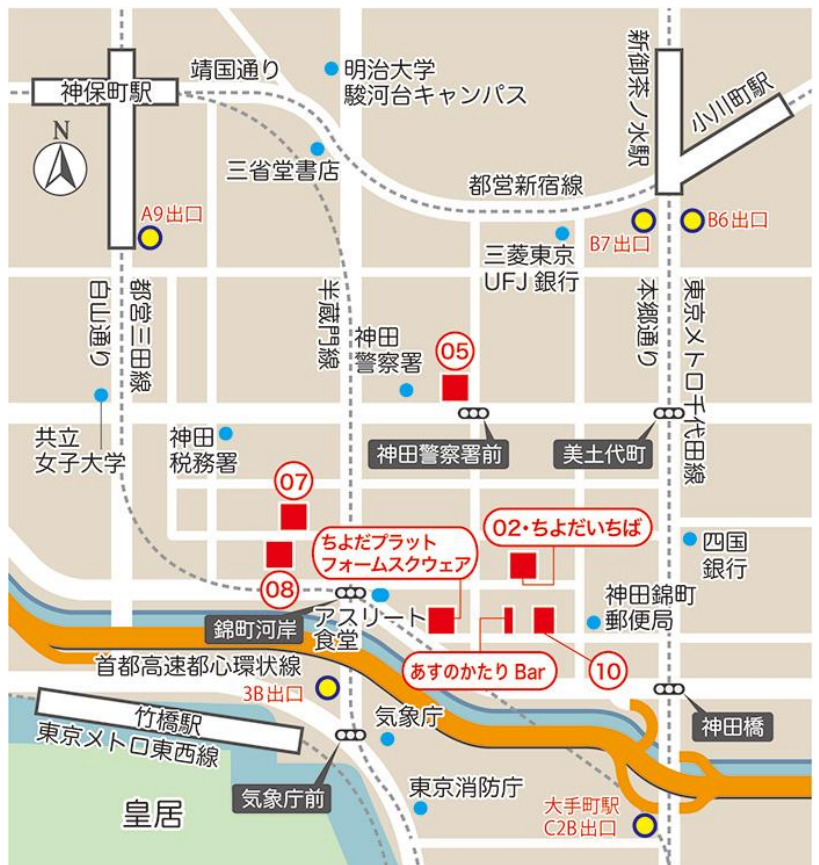 靖国通り
明治大学
駿河台キャンパス
新御茶ノ水駅
小川町駅
神保町駅
N
三省堂書店
都営新宿線
A9出口
B7出口
B6出口
三菱東京
UFJ銀行
白山通り
都営三田線
半蔵門線
本郷通り
東京メトロ千代田線
神田
警察署
05
共立
女子大学
神田
税務署
神田警察署前
美土代町
07
ちよだプラット
フォームスクウェア
02・ちよだいちば
四国
銀行
08
錦町河岸
アスリート
食堂
神田錦町
郵便局
あすのかたり Bar
10
首都高速都心環状線
3B出口
神田橋
竹橋駅
東京メトロ東西線
気象庁
気象庁前
東京消防庁
大手町駅
C2B出口
皇居